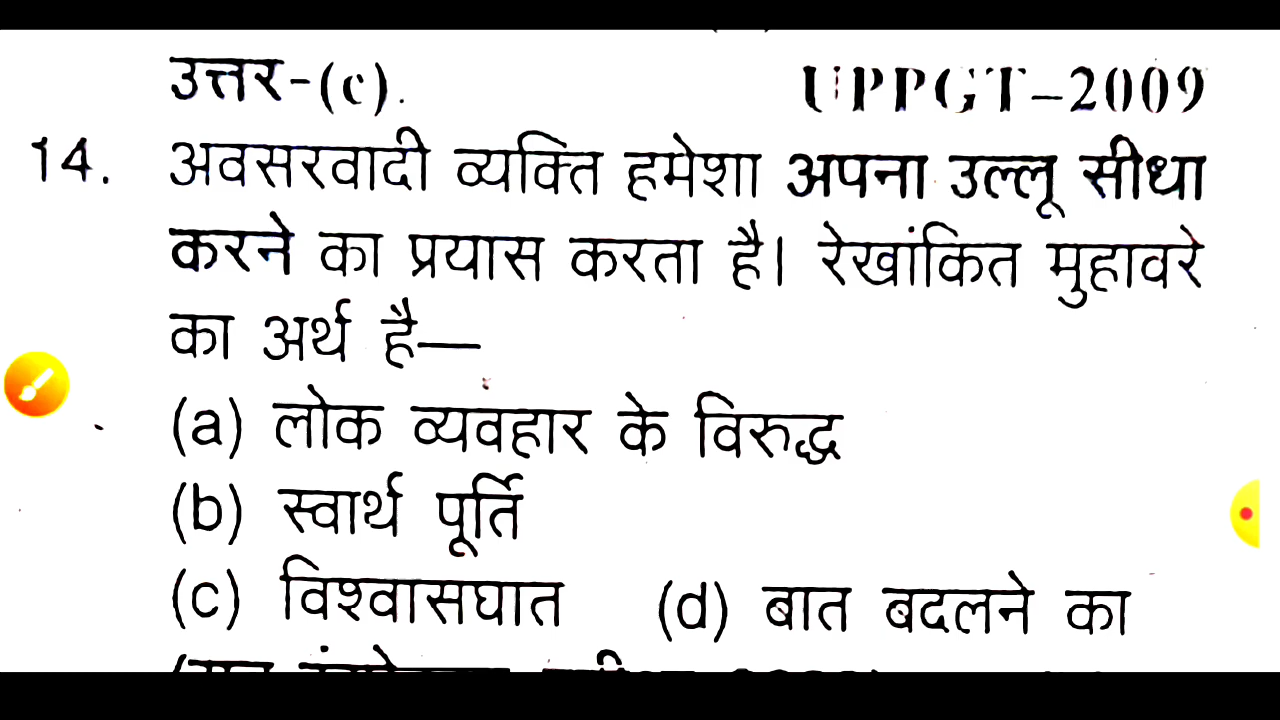 उत्तर-(c). UPPGT-2009
14. अवसरवादी व्यक्ति हमेशा अपना उल्लू सीधा
करने का प्रयास करता है। रेखांकित मुहावरे
का अर्थ है—
(a) लोक व्यवहार के विरुद्ध
(b) स्वार्थ पूर्ति
(c) विश्वासघात (d) बात बदलने का